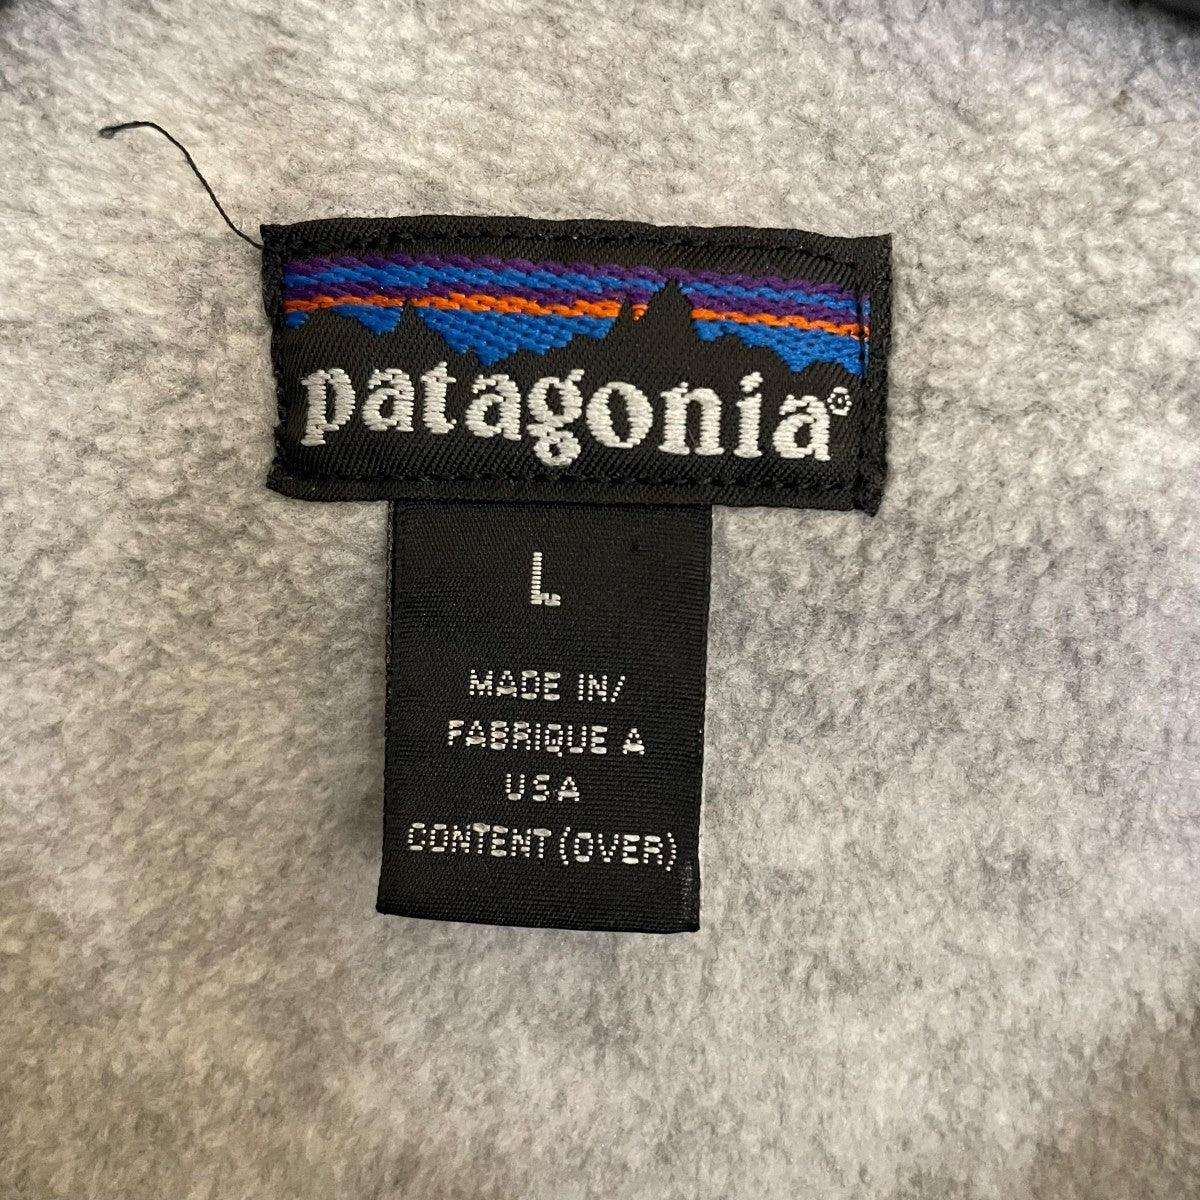 patagonia®
L
MADE IN/
FABRIQUE A
USA
CONTENT (OVER)